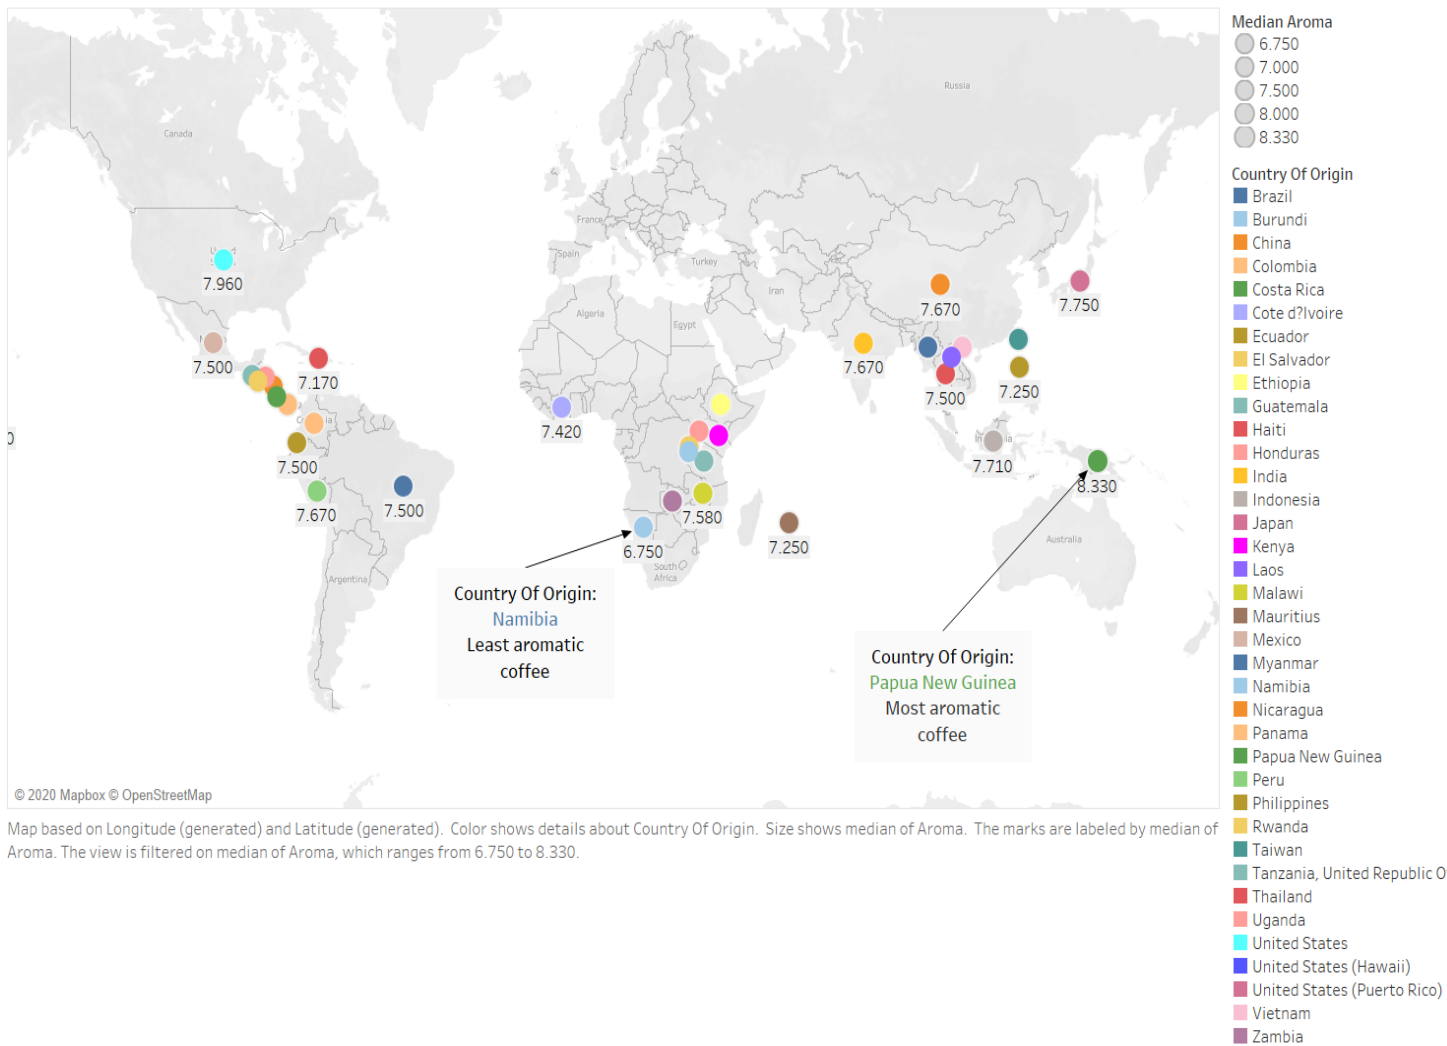 Russia
Canada
France
Spain
Turkey
Iran
Algeria
Egypt
7.960
7.670
7.750
7.500
7.170
7.670
7.500
7.250
7.420
0
7.500
7.710
8.330
7.670
7.500
7.580
6.750
7.250
Australia
South
Africa
Argentina
Country Of Origin:
Namibia
Least aromatic
coffee
Country Of Origin:
Papua New Guinea
Most aromatic
coffee
© 2020 Mapbox © OpenStreetMap
Map based on Longitude (generated) and Latitude (generated). Color shows details about Country Of Origin. Size shows median of Aroma. The marks are labeled by median of
Aroma. The view is filtered on median of Aroma, which ranges from 6.750 to 8.330.
Median Aroma
6.750
7.000
7.500
8.000
8.330
Country Of Origin
Brazil
Burundi
China
Colombia
Costa Rica
Cote d?Ivoire
Ecuador
El Salvador
Ethiopia
Guatemala
Haiti
Honduras
India
Indonesia
Japan
Kenya
Laos
Malawi
Mauritius
Mexico
Myanmar
Namibia
Nicaragua
Panama
Papua New Guinea
Peru
Philippines
Rwanda
Taiwan
Tanzania, United Republic O
Thailand
Uganda
United States
United States (Hawaii)
United States (Puerto Rico)
Vietnam
Zambia